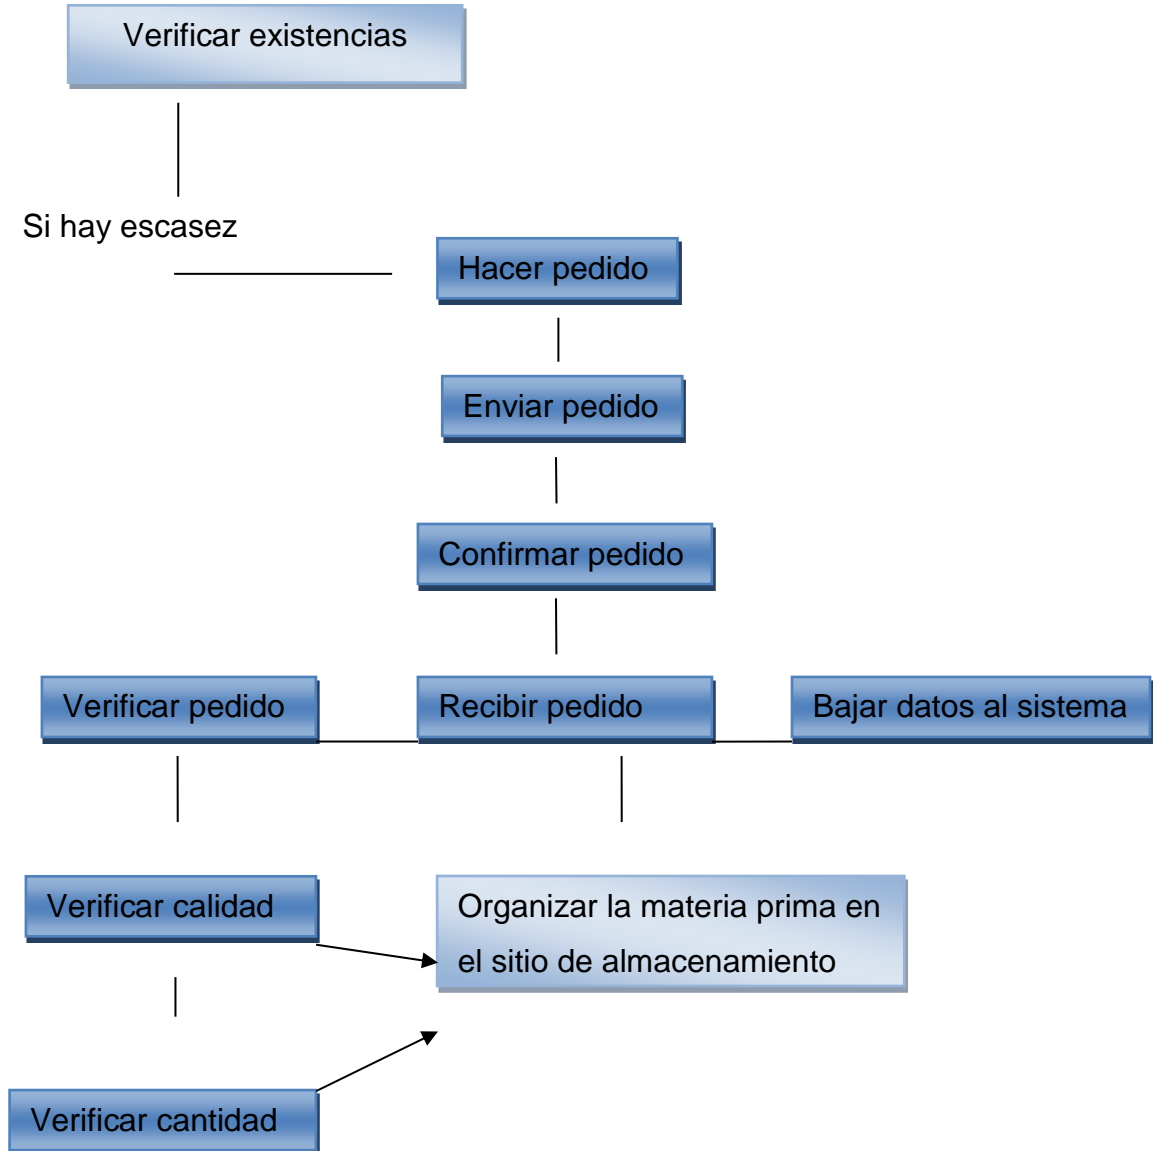 Verificar existencias
Si hay escasez
Hacer pedido
Enviar pedido
Confirmar pedido
Verificar pedido
Recibir pedido
Bajar datos al sistema
Verificar calidad
Organizar la materia prima en
el sitio de almacenamiento
Verificar cantidad